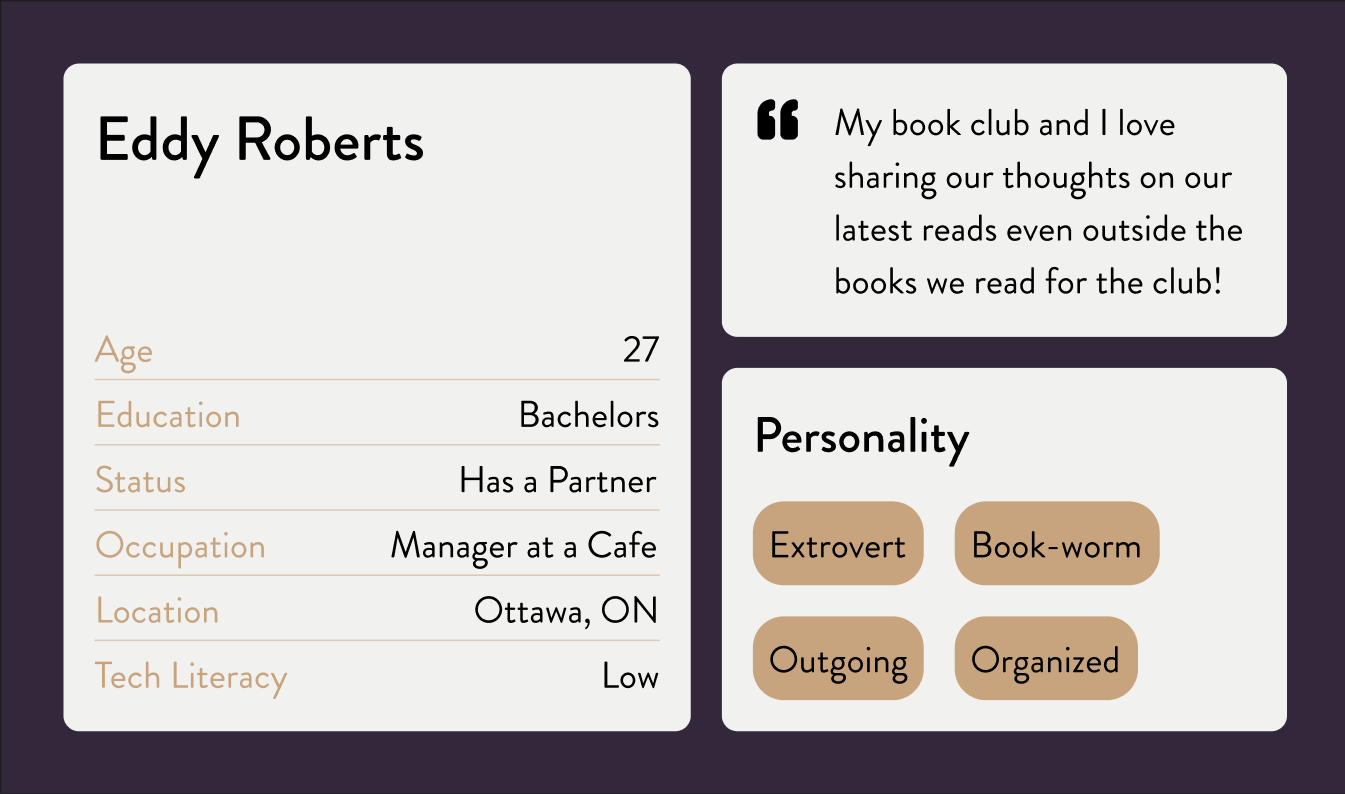 Eddy Roberts
Age 27
Education Bachelors
Status Has a Partner
Occupation Manager at a Cafe
Location Ottawa, ON
Tech Literacy Low
❝ My book club and I love
sharing our thoughts on our
latest reads even outside the
books we read for the club!
Personality
Extrovert Book-worm
Outgoing Organized